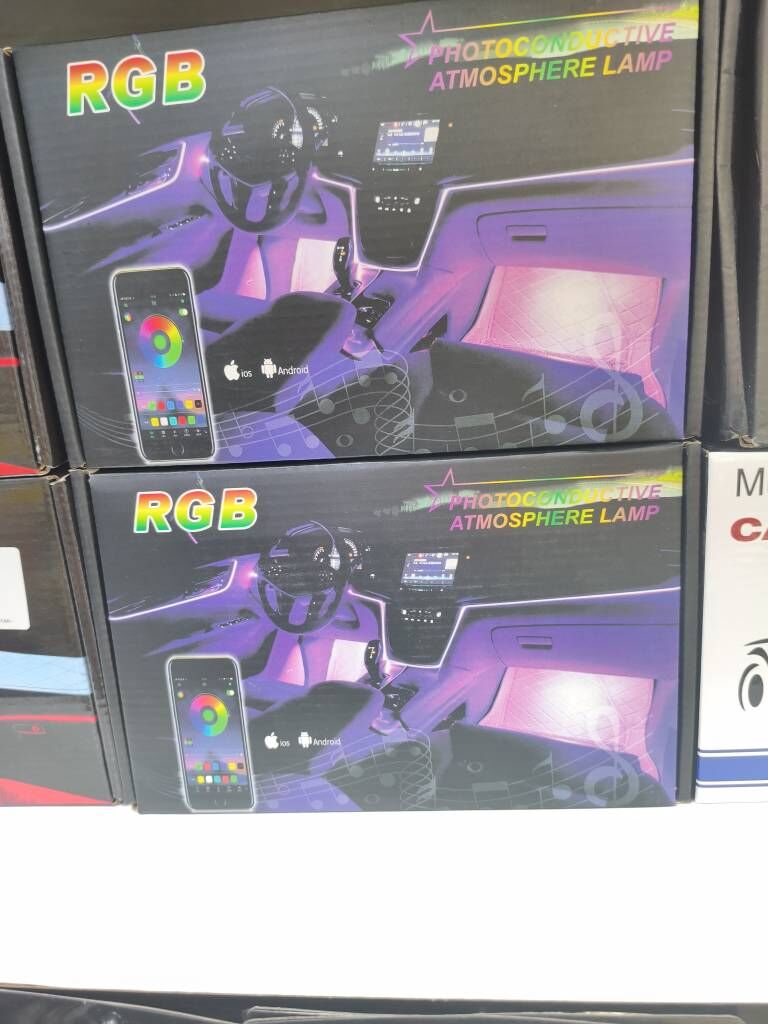 RGB
PHOTOCONDUCTIVE
ATMOSPHERE LAMP
ios
Android
RGB
PHOTOCONDUCTIVE
ATMOSPHERE LAMP
ios
Android
M
CA